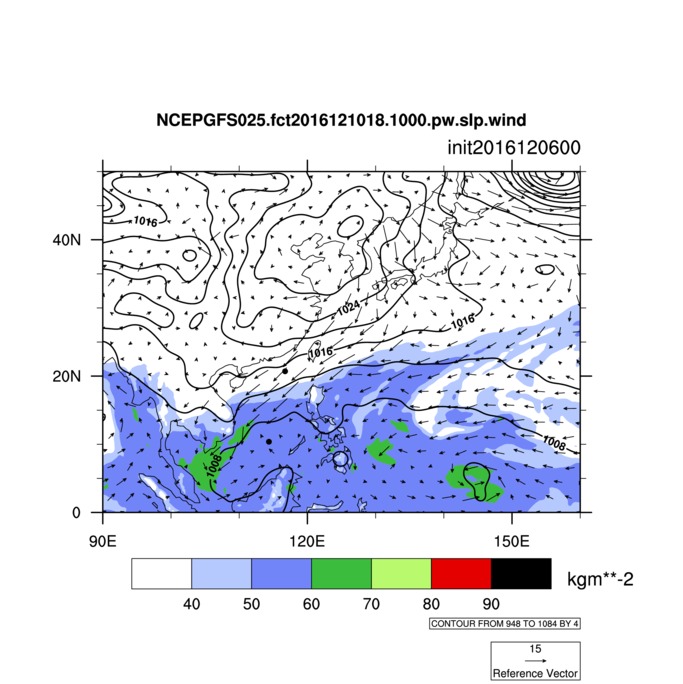 NCEPGFS025.fct2016121018.1000.pw.slp.wind
init2016120600
1016
40N
1024
1016
1016
20N
1008
1008
0
90E 120E 150E
kgm**-2
40 50 60 70 80 90
CONTOUR FROM 948 TO 1084 BY 4
15
Reference Vector